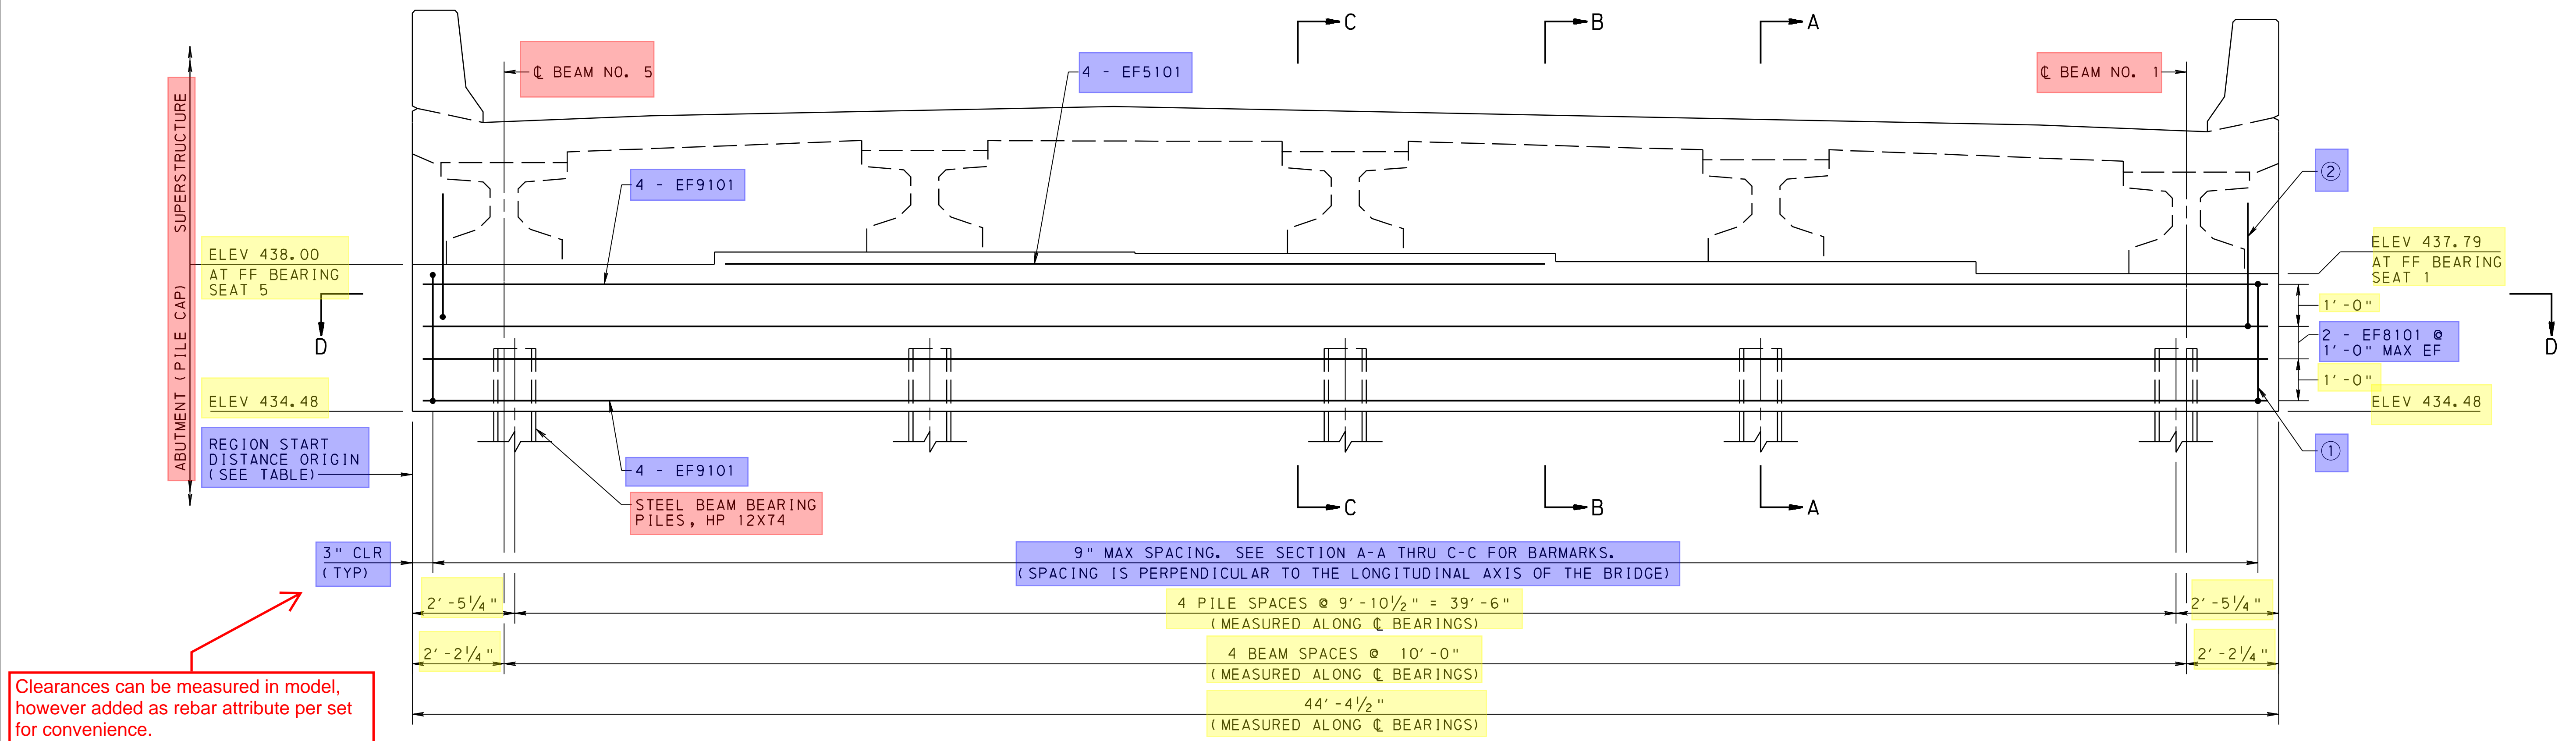 C
B
A
℄ BEAM NO. 5
4 - EF5101
℄ BEAM NO. 1
SUPERSTRUCTURE
ABUTMENT (PILE CAP)
4 - EF9101
②
ELEV 438.00
AT FF BEARING
SEAT 5
ELEV 437.79
AT FF BEARING
SEAT 1
D
1'-0"
2 - EF8101 @
1'-0" MAX EF
D
1'-0"
ELEV 434.48
ELEV 434.48
REGION START
DISTANCE ORIGIN
(SEE TABLE)
4 - EF9101
①
STEEL BEAM BEARING
PILES, HP 12X74
C
B
A
3" CLR
(TYP)
9" MAX SPACING. SEE SECTION A-A THRU C-C FOR BARMARKS.
(SPACING IS PERPENDICULAR TO THE LONGITUDINAL AXIS OF THE BRIDGE)
2'-5¼"
4 PILE SPACES @ 9'-10½" = 39'-6"
(MEASURED ALONG ℄ BEARINGS)
2'-5¼"
2'-2¼"
4 BEAM SPACES @ 10'-0"
(MEASURED ALONG ℄ BEARINGS)
2'-2¼"
44'-4½"
(MEASURED ALONG ℄ BEARINGS)
Clearances can be measured in model,
however added as rebar attribute per set
for convenience.